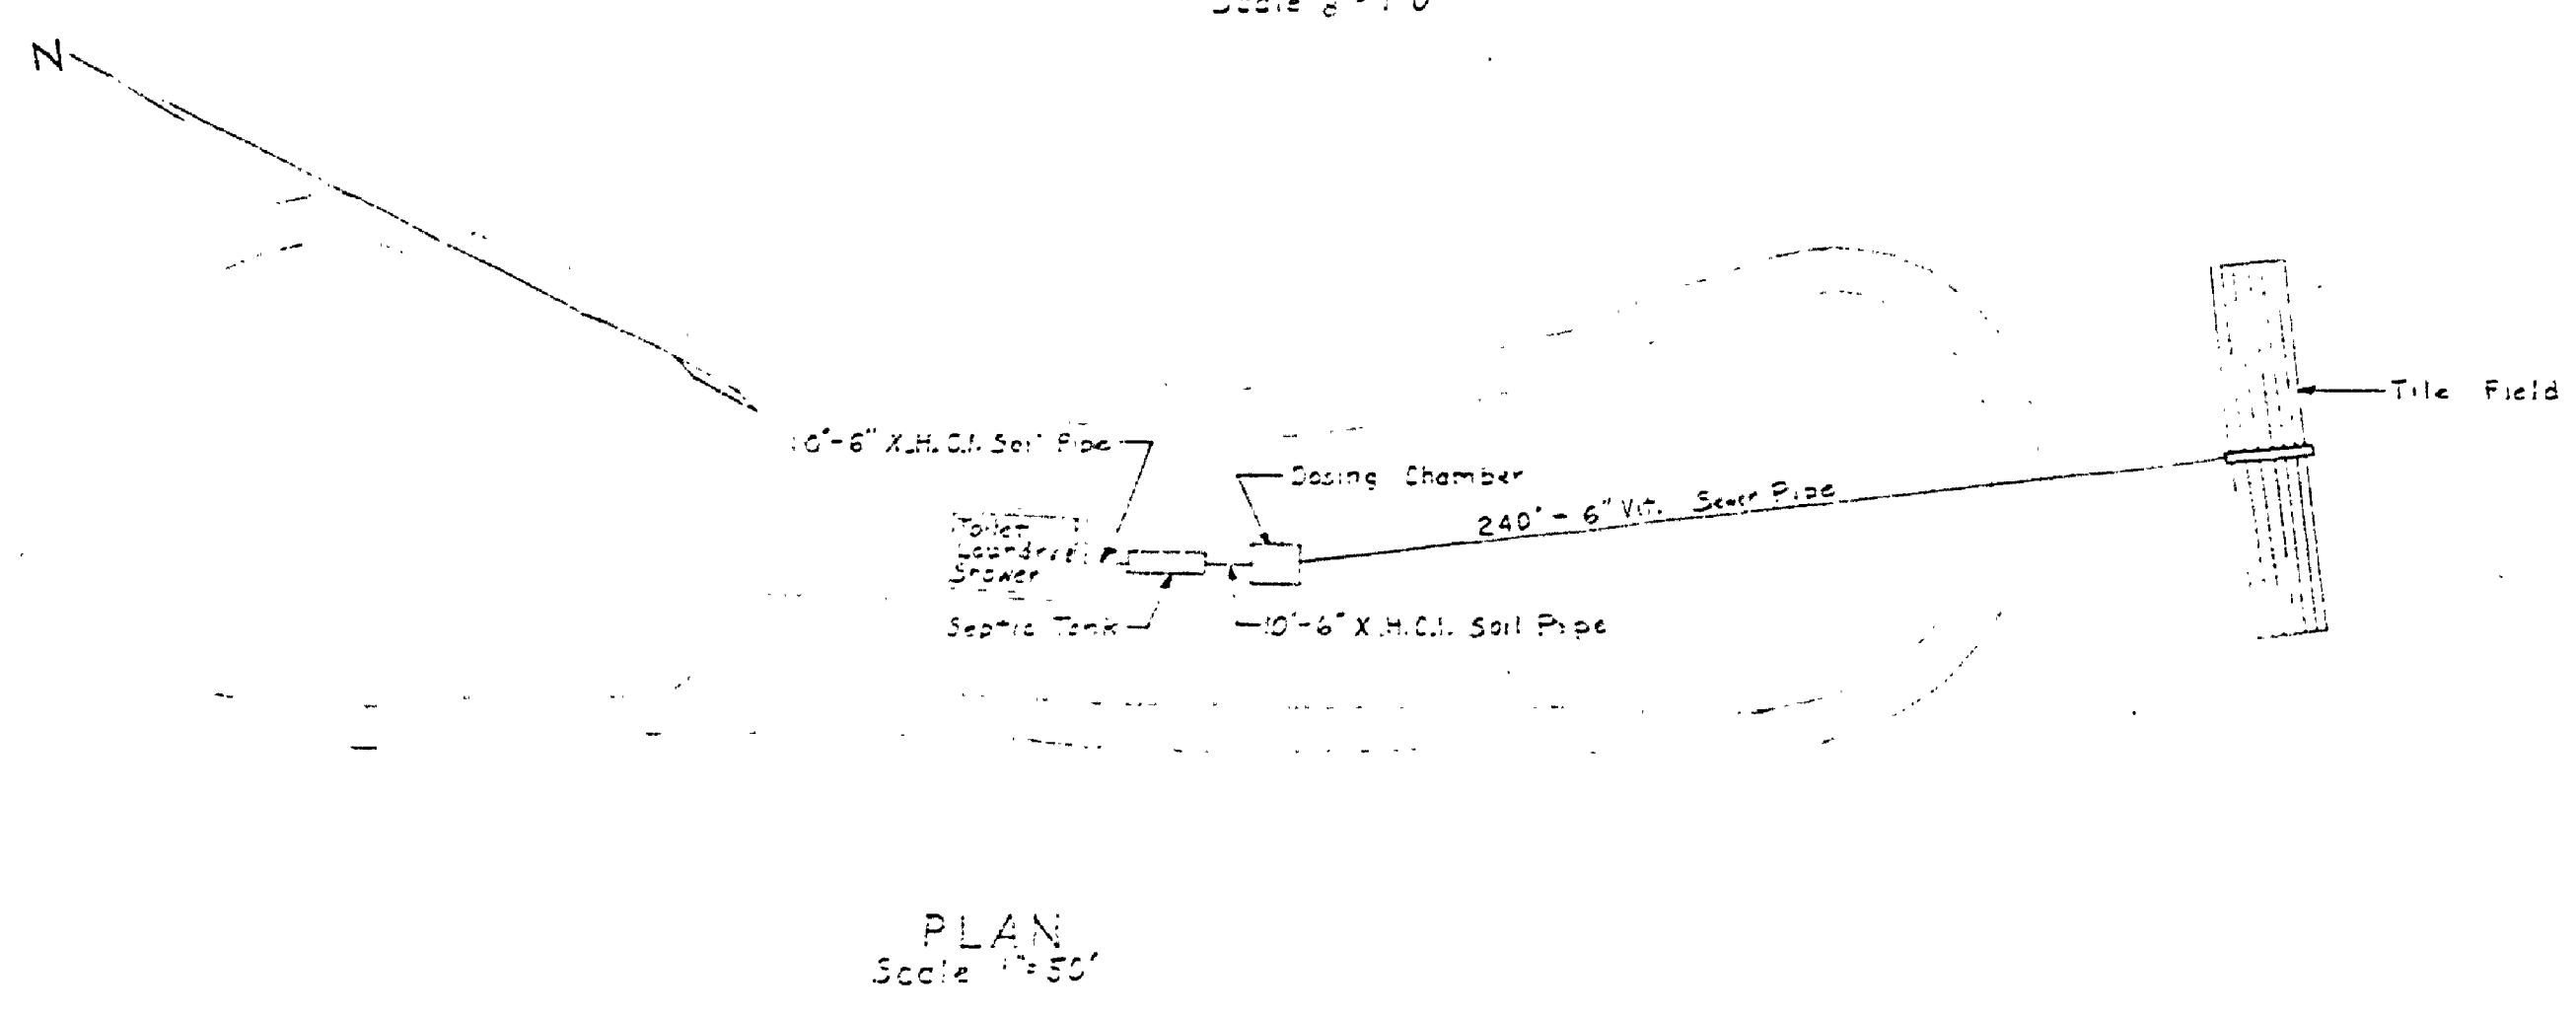 N
Tile Field
10'-6" X.H.C.I. Soil Pipe
Dosing Chamber
240' - 6" Vit. Sewer Pipe
Toilet
Laundry
Shower
Septic Tank
10'-6" X.H.C.I. Soil Pipe
PLAN
Scale 1"=50'